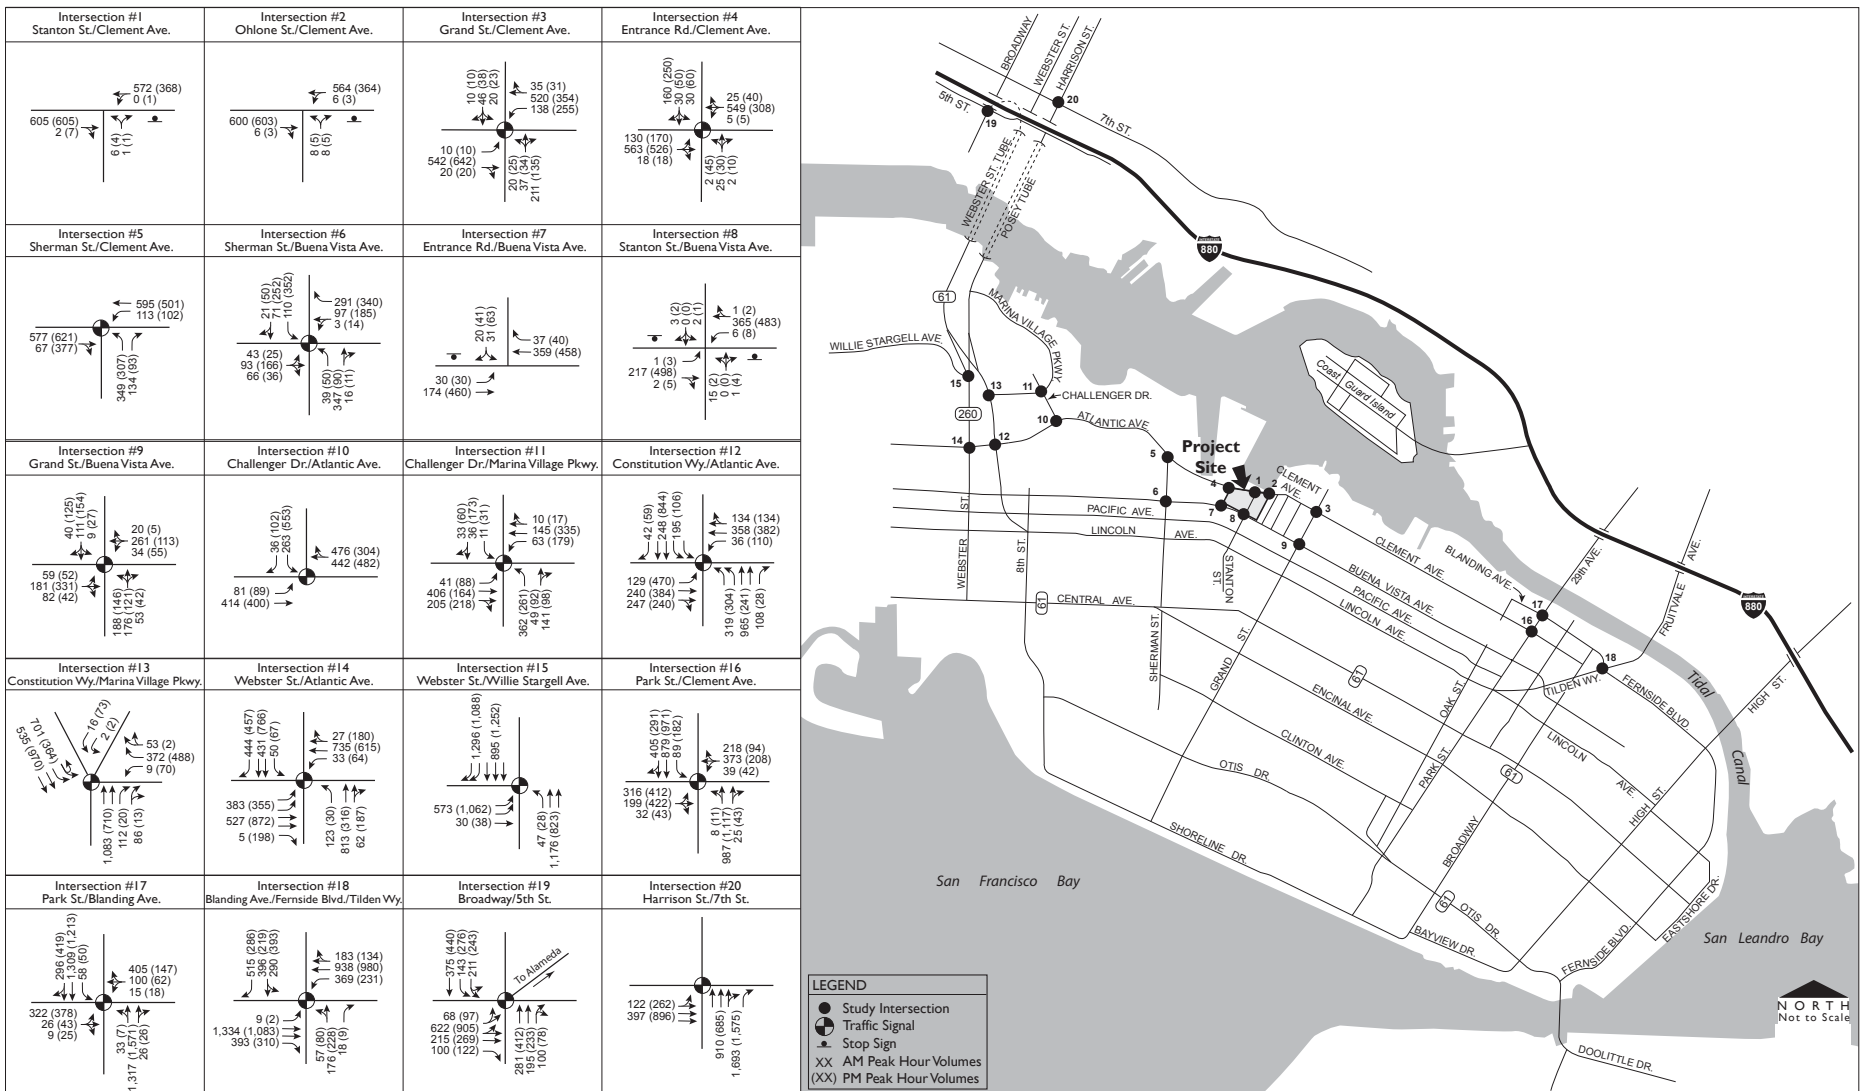 Intersection #1
Stanton St./Clement Ave.
572 (368)
0 (1)
605 (605)
2 (7)
6 (4)
1 (1)
Intersection #2
Ohlone St./Clement Ave.
564 (364)
6 (3)
600 (603)
6 (3)
8 (5)
8 (5)
Intersection #3
Grand St./Clement Ave.
10 (10)
46 (38)
20 (23)
35 (31)
520 (354)
138 (255)
10 (10)
542 (642)
20 (20)
20 (25)
37 (34)
211 (135)
Intersection #4
Entrance Rd./Clement Ave.
160 (250)
30 (50)
30 (60)
25 (40)
549 (308)
5 (5)
130 (170)
563 (526)
18 (18)
2 (45)
25 (30)
2 (10)
Intersection #5
Sherman St./Clement Ave.
595 (501)
113 (102)
577 (621)
67 (377)
349 (307)
134 (93)
Intersection #6
Sherman St./Buena Vista Ave.
21 (50)
71 (252)
110 (352)
291 (340)
97 (185)
3 (14)
43 (25)
93 (166)
66 (36)
39 (50)
347 (90)
16 (11)
Intersection #7
Entrance Rd./Buena Vista Ave.
20 (41)
31 (63)
37 (40)
359 (458)
30 (30)
174 (460)
Intersection #8
Stanton St./Buena Vista Ave.
3 (2)
0 (0)
2 (1)
1 (2)
365 (483)
6 (8)
1 (3)
217 (498)
2 (5)
15 (2)
0 (0)
1 (4)
Intersection #9
Grand St./Buena Vista Ave.
40 (125)
111 (154)
9 (27)
20 (5)
261 (113)
34 (55)
59 (52)
181 (331)
82 (42)
188 (146)
176 (121)
53 (42)
Intersection #10
Challenger Dr./Atlantic Ave.
36 (102)
263 (553)
476 (304)
442 (482)
81 (89)
414 (400)
Intersection #11
Challenger Dr./Marina Village Pkwy.
33 (60)
36 (173)
11 (31)
10 (17)
145 (335)
63 (179)
41 (88)
406 (164)
205 (218)
362 (261)
49 (92)
141 (98)
Intersection #12
Constitution Wy./Atlantic Ave.
42 (59)
248 (844)
195 (106)
134 (134)
358 (382)
36 (110)
129 (470)
240 (384)
247 (240)
319 (304)
965 (241)
108 (28)
Intersection #13
Constitution Wy./Marina Village Pkwy.
701 (364)
535 (970)
16 (73)
2 (2)
53 (2)
372 (488)
9 (70)
1,083 (710)
112 (20)
86 (13)
Intersection #14
Webster St./Atlantic Ave.
444 (457)
431 (766)
50 (67)
27 (180)
735 (615)
33 (64)
383 (355)
527 (872)
5 (198)
123 (30)
813 (316)
62 (187)
Intersection #15
Webster St./Willie Stargell Ave.
1,296 (1,088)
895 (1,252)
573 (1,062)
30 (38)
47 (28)
1,176 (823)
Intersection #16
Park St./Clement Ave.
405 (291)
879 (971)
89 (182)
218 (94)
373 (208)
39 (42)
316 (412)
199 (422)
32 (43)
8 (11)
987 (1,117)
25 (43)
Intersection #17
Park St./Blanding Ave.
296 (419)
1,309 (1,213)
58 (50)
405 (147)
100 (62)
15 (18)
322 (378)
26 (43)
9 (25)
33 (7)
1,317 (1,571)
26 (26)
Intersection #18
Blanding Ave./Fernside Blvd./Tilden Wy.
515 (286)
396 (219)
290 (393)
183 (134)
938 (980)
369 (231)
9 (2)
1,334 (1,083)
393 (310)
57 (80)
176 (228)
18 (9)
Intersection #19
Broadway/5th St.
375 (440)
143 (276)
211 (243)
To Alameda
68 (97)
622 (905)
215 (269)
100 (122)
281 (412)
195 (233)
100 (78)
Intersection #20
Harrison St./7th St.
122 (262)
397 (896)
910 (685)
1,693 (1,575)
BROADWAY
WEBSTER ST.
HARRISON ST.
5th ST.
19
20
7th ST.
WEBSTER ST. TUBE
POSEY TUBE
880
61
MARINA VILLAGE PKWY
WILLIE STARGELL AVE.
15
13
11
CHALLENGER DR.
260
10
ATLANTIC AVE.
14
12
5
Project
Site
Coast Guard Island
4
1
2
CLEMENT AVE.
6
7
8
3
9
PACIFIC AVE.
LINCOLN AVE.
WEBSTER ST.
8th ST.
STANTON ST.
CLEMENT AVE.
BLANDING AVE.
29th AVE.
FRUITVALE AVE.
880
BUENA VISTA AVE.
PACIFIC AVE.
LINCOLN AVE.
17
16
18
61
CENTRAL AVE.
SHERMAN ST.
GRAND ST.
61
ENCINAL AVE.
OAK ST.
TILDEN WY.
FERNSIDE BLVD.
Tidal Canal
HIGH ST.
CLINTON AVE.
PARK ST.
LINCOLN AVE.
OTIS DR.
61
HIGH ST.
SHORELINE DR.
BROADWAY
San Francisco Bay
61
OTIS DR.
BAYVIEW DR.
EASTSHORE DR.
FERNSIDE BLVD.
San Leandro Bay
DOOLITTLE DR.
NORTH
Not to Scale
LEGEND
Study Intersection
Traffic Signal
Stop Sign
XX AM Peak Hour Volumes
(XX) PM Peak Hour Volumes